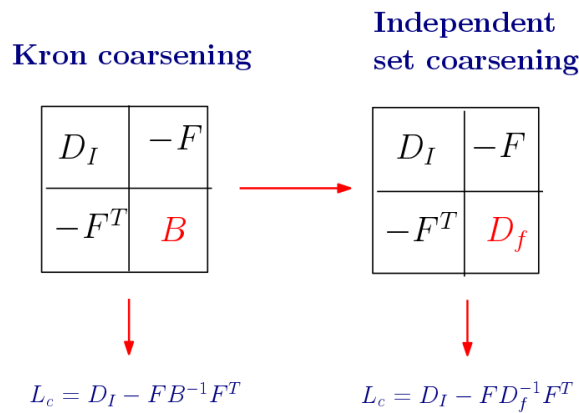 Kron coarsening
Independent
set coarsening
D_I
−F
−F^T
B
D_I
−F
−F^T
D_f
L_c = D_I − FB^{−1}F^T
L_c = D_I − FD_f^{−1}F^T